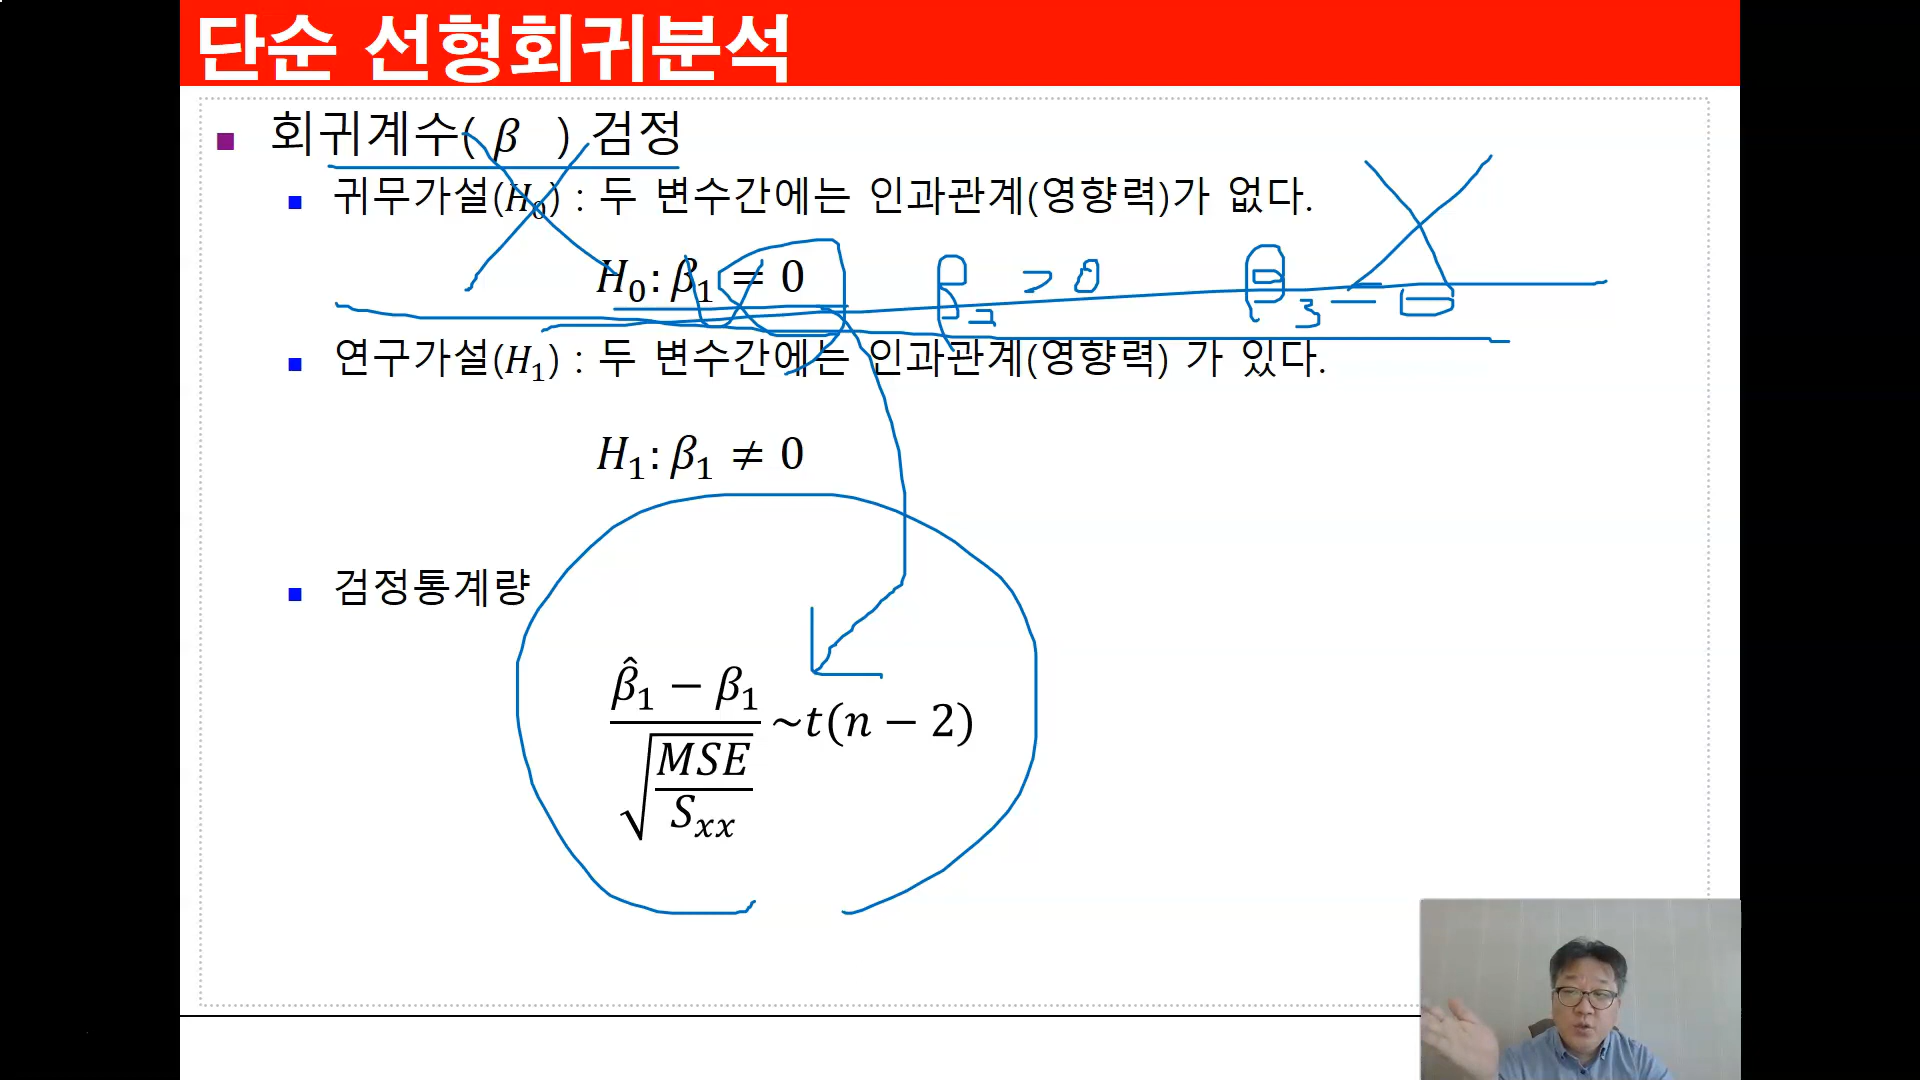 단순 선형회귀분석
회귀계수( β ) 검정
귀무가설(H₀) : 두 변수간에는 인과관계(영향력)가 없다.
H₀: β₁ = 0
연구가설(H₁) : 두 변수간에는 인과관계(영향력) 가 있다.
H₁: β₁ ≠ 0
검정통계량
β̂₁ − β₁
~t(n − 2)
√MSE
Sₓₓ